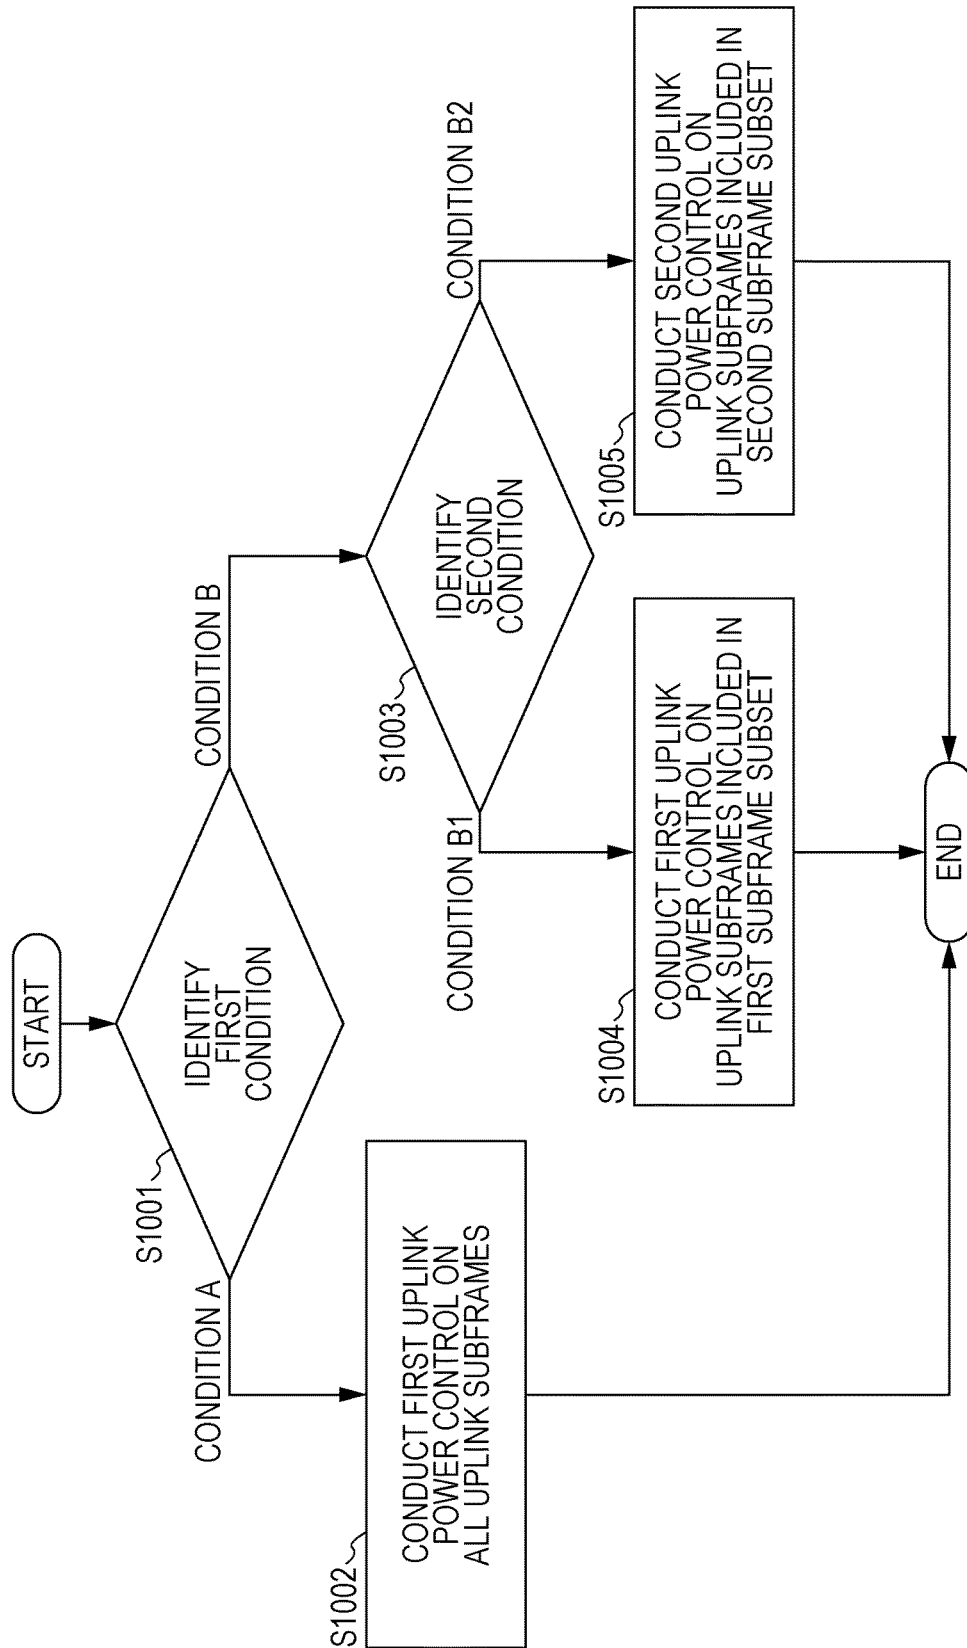 START
S1001
IDENTIFY
FIRST
CONDITION
CONDITION A
CONDITION B
S1002
CONDUCT FIRST UPLINK
POWER CONTROL ON
ALL UPLINK SUBFRAMES
S1003
IDENTIFY
SECOND
CONDITION
CONDITION B1
CONDITION B2
S1004
CONDUCT FIRST UPLINK
POWER CONTROL ON
UPLINK SUBFRAMES INCLUDED IN
FIRST SUBFRAME SUBSET
S1005
CONDUCT SECOND UPLINK
POWER CONTROL ON
UPLINK SUBFRAMES INCLUDED IN
SECOND SUBFRAME SUBSET
END